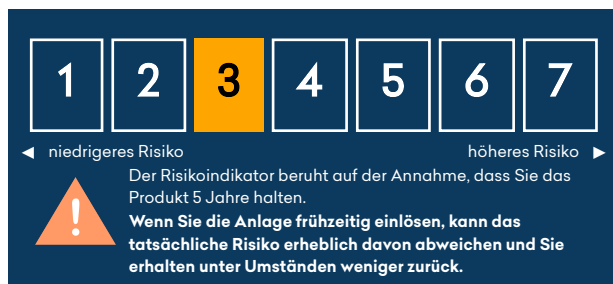 1 2 3 4 5 6 7
◄ niedrigeres Risiko höheres Risiko ►
Der Risikoindikator beruht auf der Annahme, dass Sie das
Produkt 5 Jahre halten.
Wenn Sie die Anlage frühzeitig einlösen, kann das
tatsächliche Risiko erheblich davon abweichen und Sie
erhalten unter Umständen weniger zurück.
!